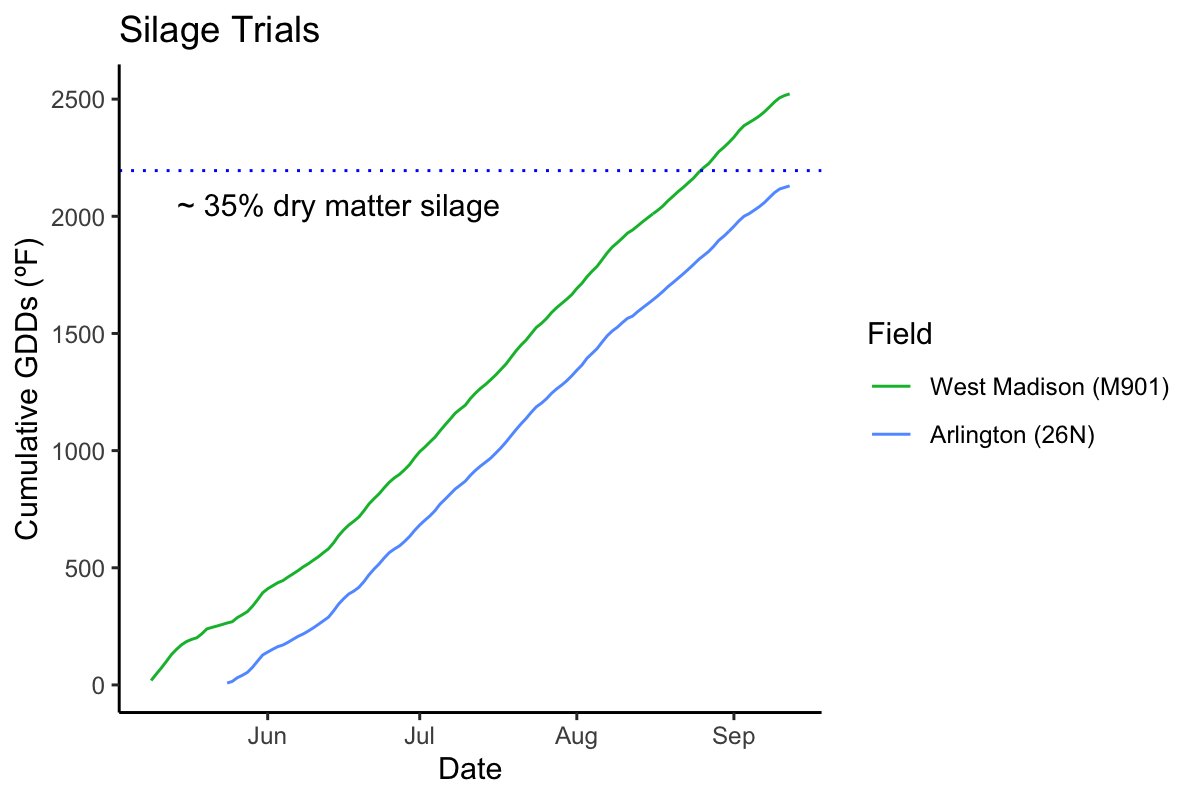 Silage Trials
2500
2000
1500
1000
500
0
Cumulative GDDs (ºF)
~ 35% dry matter silage
Jun
Jul
Aug
Sep
Date
Field
West Madison (M901)
Arlington (26N)